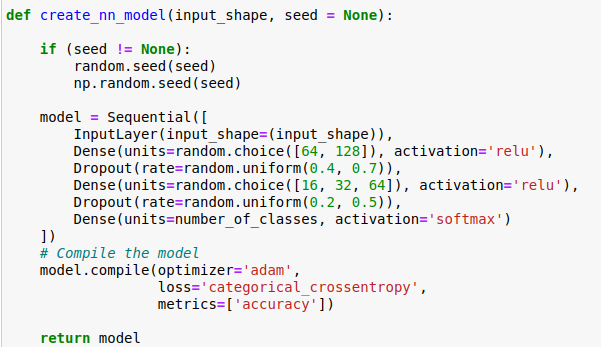 def create_nn_model(input_shape, seed = None):
    if (seed != None):
        random.seed(seed)
        np.random.seed(seed)
    model = Sequential([
        InputLayer(input_shape=(input_shape)),
        Dense(units=random.choice([64, 128]), activation='relu'),
        Dropout(rate=random.uniform(0.4, 0.7)),
        Dense(units=random.choice([16, 32, 64]), activation='relu'),
        Dropout(rate=random.uniform(0.2, 0.5)),
        Dense(units=number_of_classes, activation='softmax')
    ])
    # Compile the model
    model.compile(optimizer='adam',
                  loss='categorical_crossentropy',
                  metrics=['accuracy'])
    return model